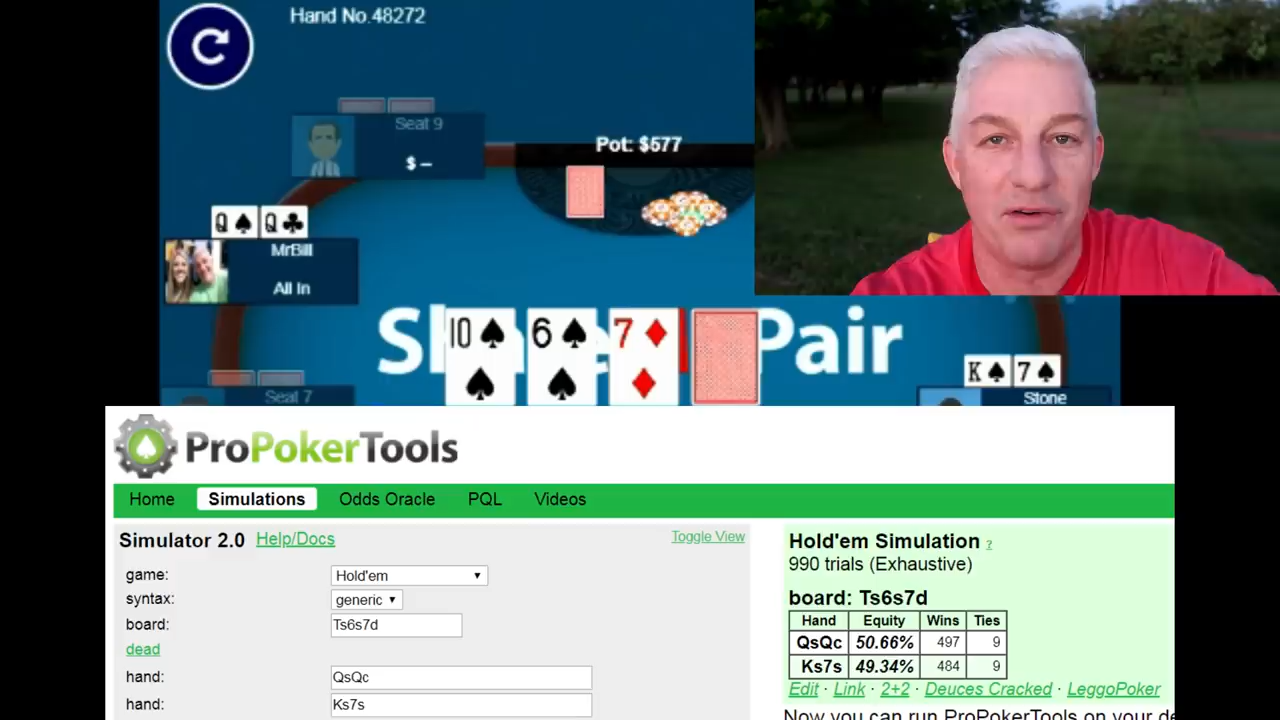 Hand No.48272
Seat 9
$ –
Pot: $577
Q♠ Q♣
MrBill
All In
10♠ 6♠ 7♦
Pair
K♠ 7♠
Seat 7
Stone
ProPokerTools
Home Simulations Odds Oracle PQL Videos
Simulator 2.0 Help/Docs Toggle View
game: Hold'em
syntax: generic
board: Ts6s7d
dead
hand: QsQc
hand: Ks7s
Hold'em Simulation ?
990 trials (Exhaustive)
board: Ts6s7d
Hand Equity Wins Ties
QsQc 50.66% 497 9
Ks7s 49.34% 484 9
Edit · Link · 2+2 · Deuces Cracked · LeggoPoker
Now you can run ProPokerTools on your de